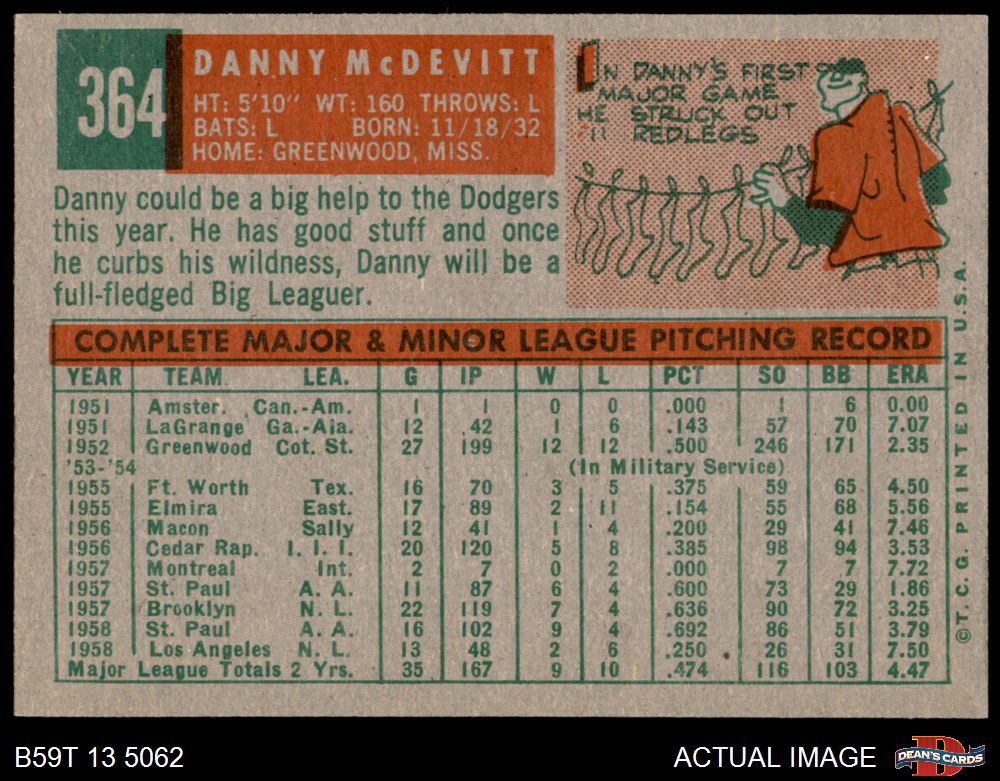 364
DANNY McDEVITT
HT: 5'10" WT: 160 THROWS: L
BATS: L BORN: 11/18/32
HOME: GREENWOOD, MISS.
IN DANNY'S FIRST
MAJOR GAME
HE STRUCK OUT
11 REDLEGS
Danny could be a big help to the Dodgers
this year. He has good stuff and once
he curbs his wildness, Danny will be a
full-fledged Big Leaguer.
COMPLETE MAJOR & MINOR LEAGUE PITCHING RECORD
YEAR TEAM LEA. G IP W L PCT SO BB ERA
1951 Amster. Can.-Am. 1 1 0 0 .000 1 6 0.00
1951 LaGrange Ga.-Ala. 12 42 1 6 .143 57 70 7.07
1952 Greenwood Cot. St. 27 199 12 12 .500 246 171 2.35
'53-'54 (In Military Service)
1955 Ft. Worth Tex. 16 70 3 5 .375 59 65 4.50
1955 Elmira East. 17 89 2 11 .154 55 68 5.56
1956 Macon Sally 12 41 1 4 .200 29 41 7.46
1956 Cedar Rap. I. I. I. 20 120 5 8 .385 98 94 3.53
1957 Montreal Int. 2 7 0 2 .000 7 7 7.72
1957 St. Paul A. A. 11 87 6 4 .600 73 29 1.86
1957 Brooklyn N. L. 22 119 7 4 .636 90 72 3.25
1958 St. Paul A. A. 16 102 9 4 .692 86 51 3.79
1958 Los Angeles N. L. 13 48 2 6 .250 26 31 7.50
Major League Totals 2 Yrs. 35 167 9 10 .474 116 103 4.47
©T. C. G. PRINTED IN U.S.A.
B59T 13 5062
ACTUAL IMAGE
D
DEAN'S CARDS